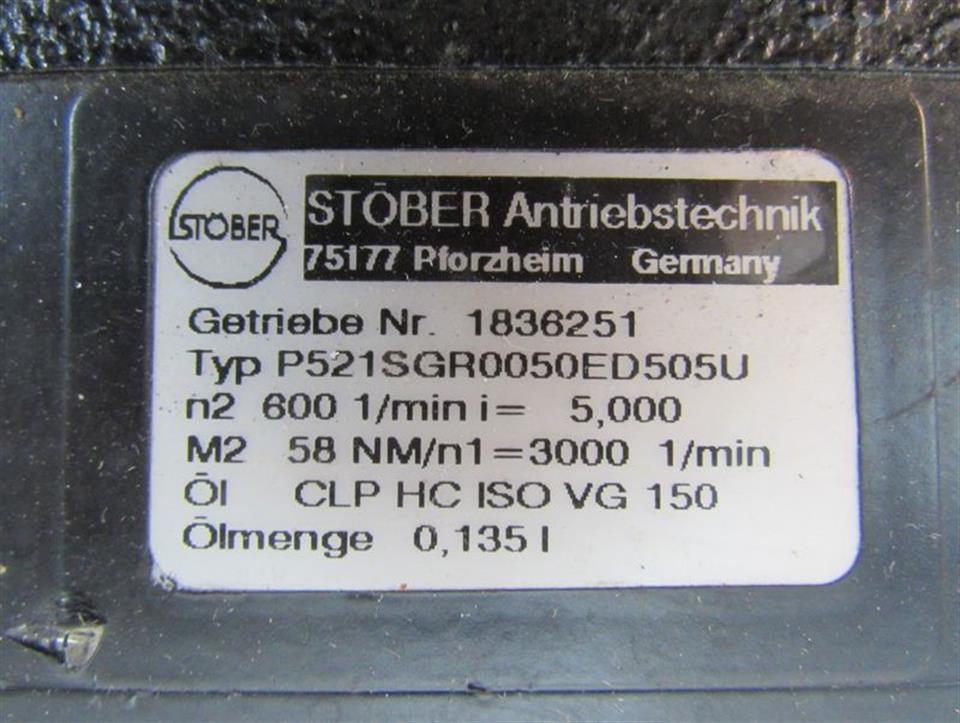 STÖBER
STÖBER Antriebstechnik
75177 Pforzheim Germany
Getriebe Nr. 1836251
Typ P521SGR0050ED505U
n2 600 1/min i= 5,000
M2 58 NM/n1=3000 1/min
Öl CLP HC ISO VG 150
Ölmenge 0,135 l